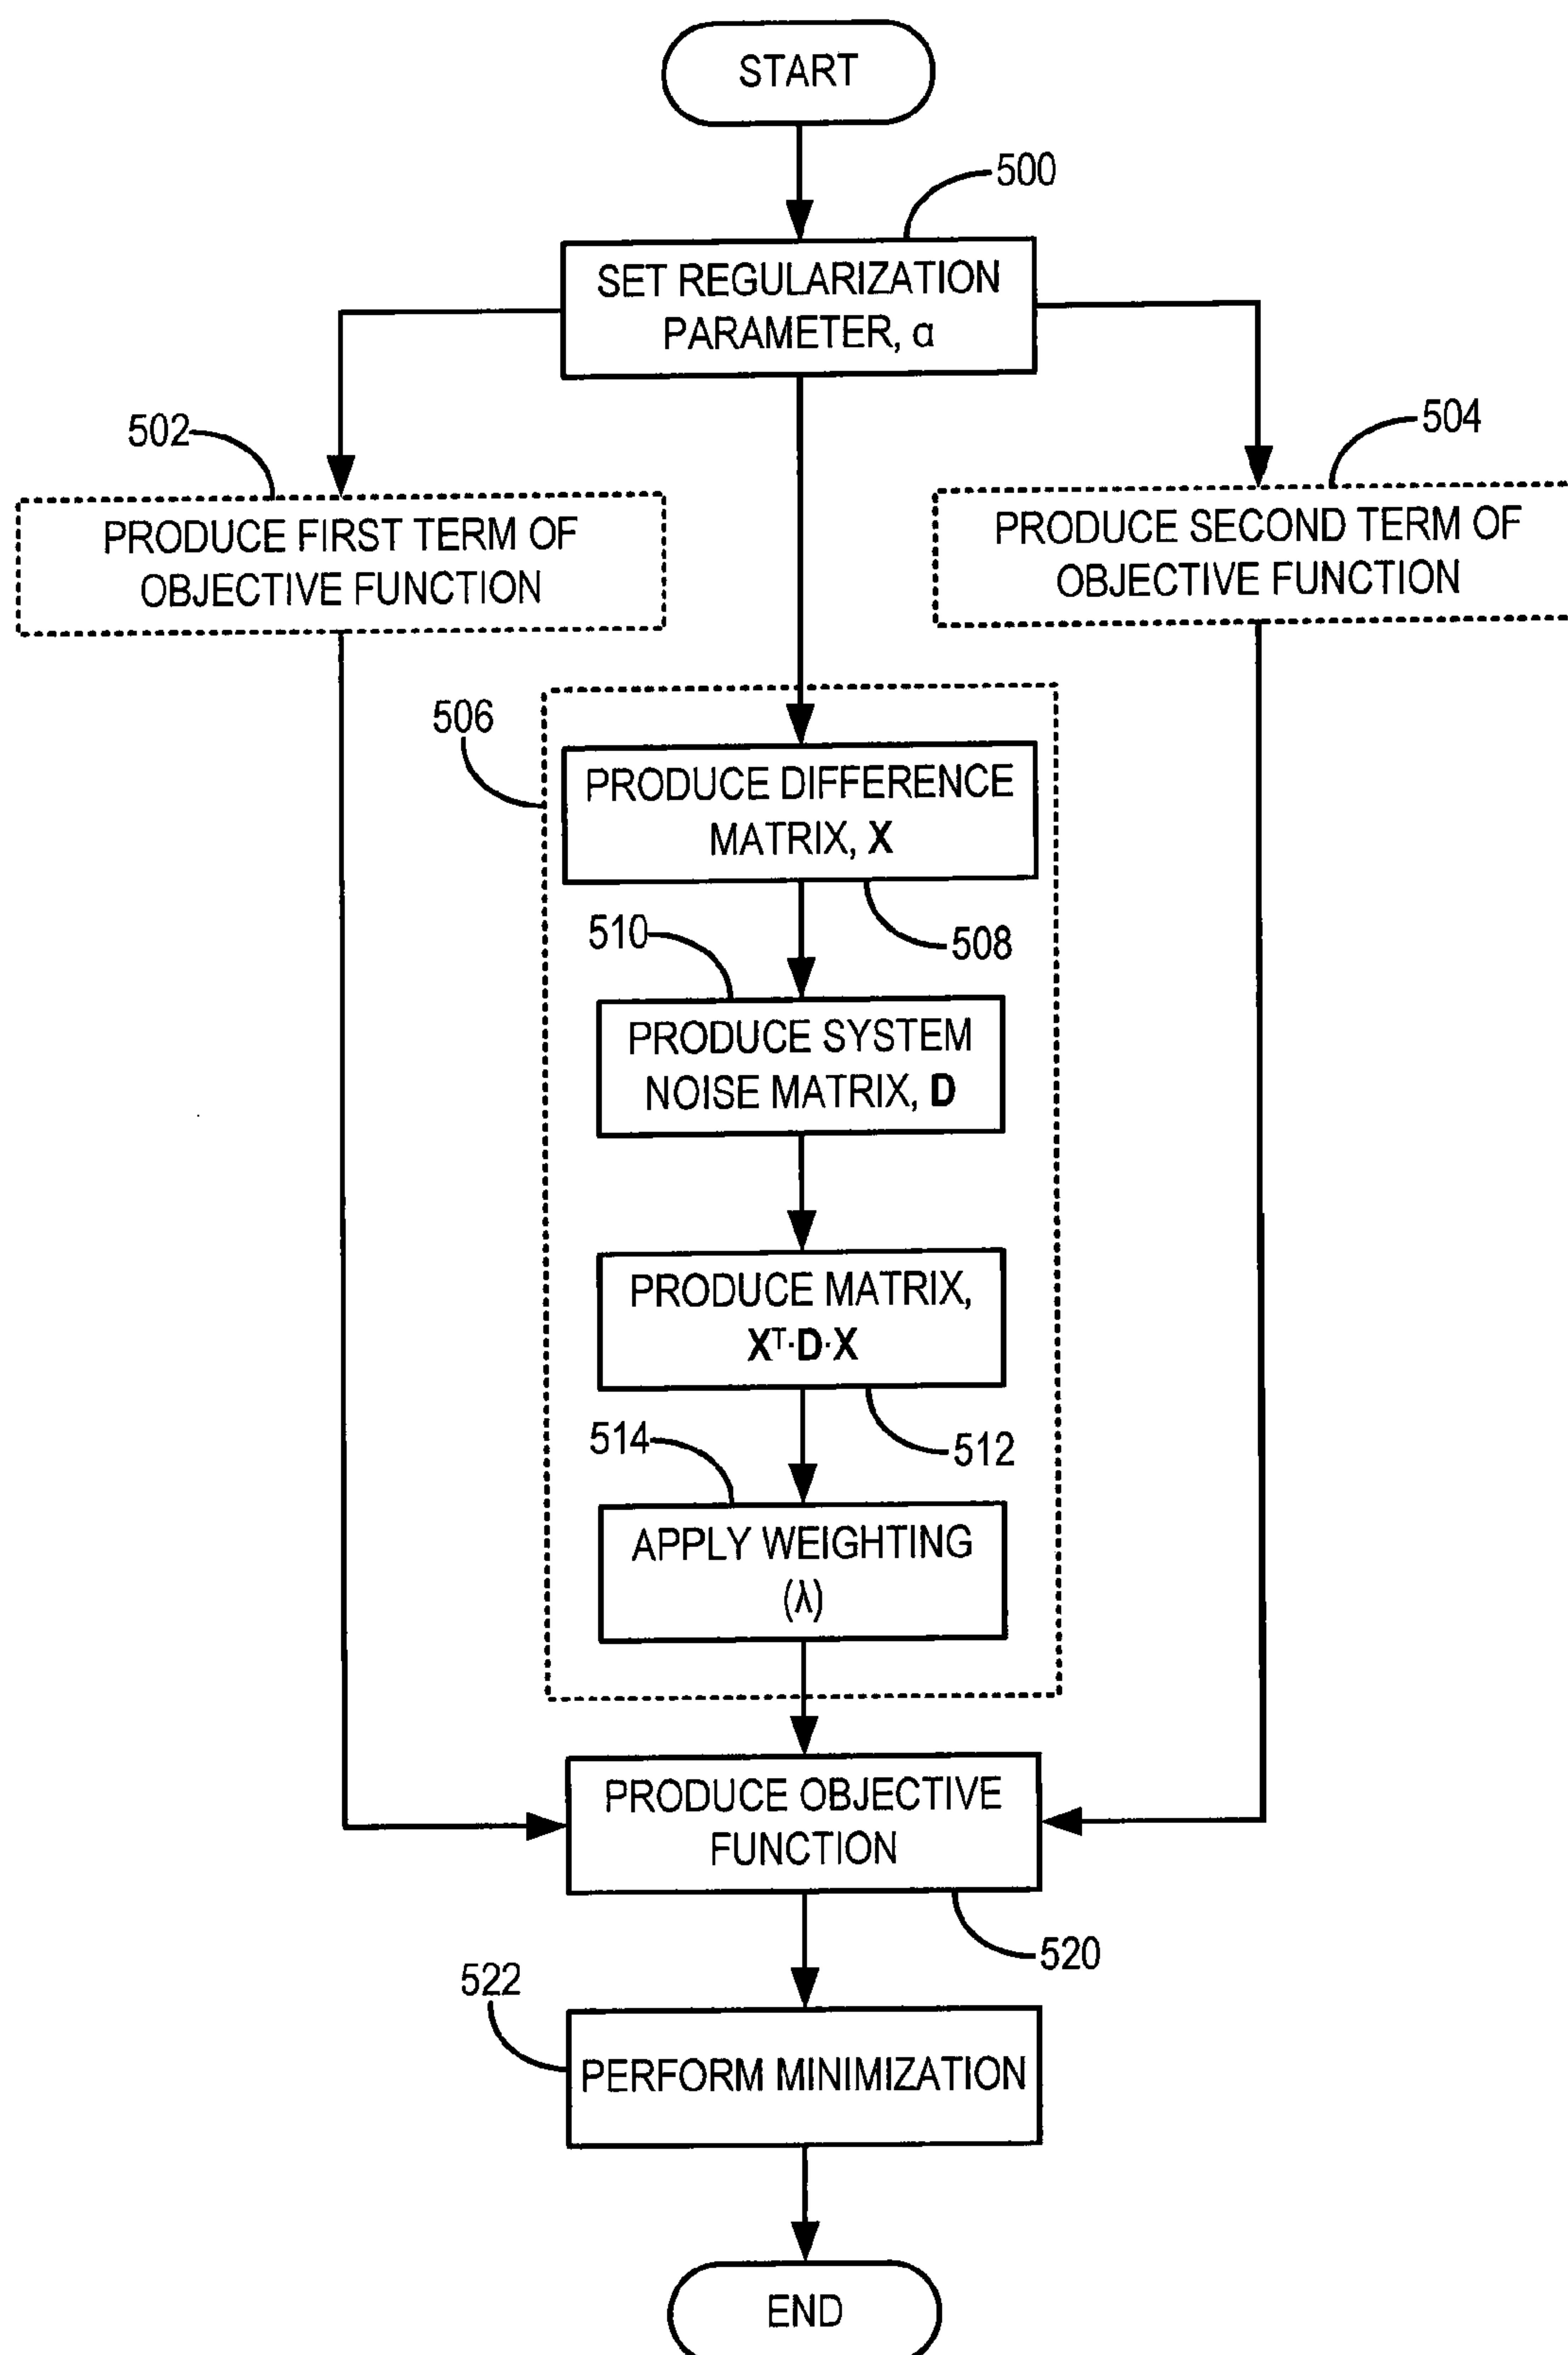 START
500
SET REGULARIZATION
PARAMETER, α
502
504
PRODUCE FIRST TERM OF
OBJECTIVE FUNCTION
PRODUCE SECOND TERM OF
OBJECTIVE FUNCTION
506
PRODUCE DIFFERENCE
MATRIX, X
508
510
PRODUCE SYSTEM
NOISE MATRIX, D
PRODUCE MATRIX,
Xᵀ·D·X
512
514
APPLY WEIGHTING
(λ)
PRODUCE OBJECTIVE
FUNCTION
520
522
PERFORM MINIMIZATION
END